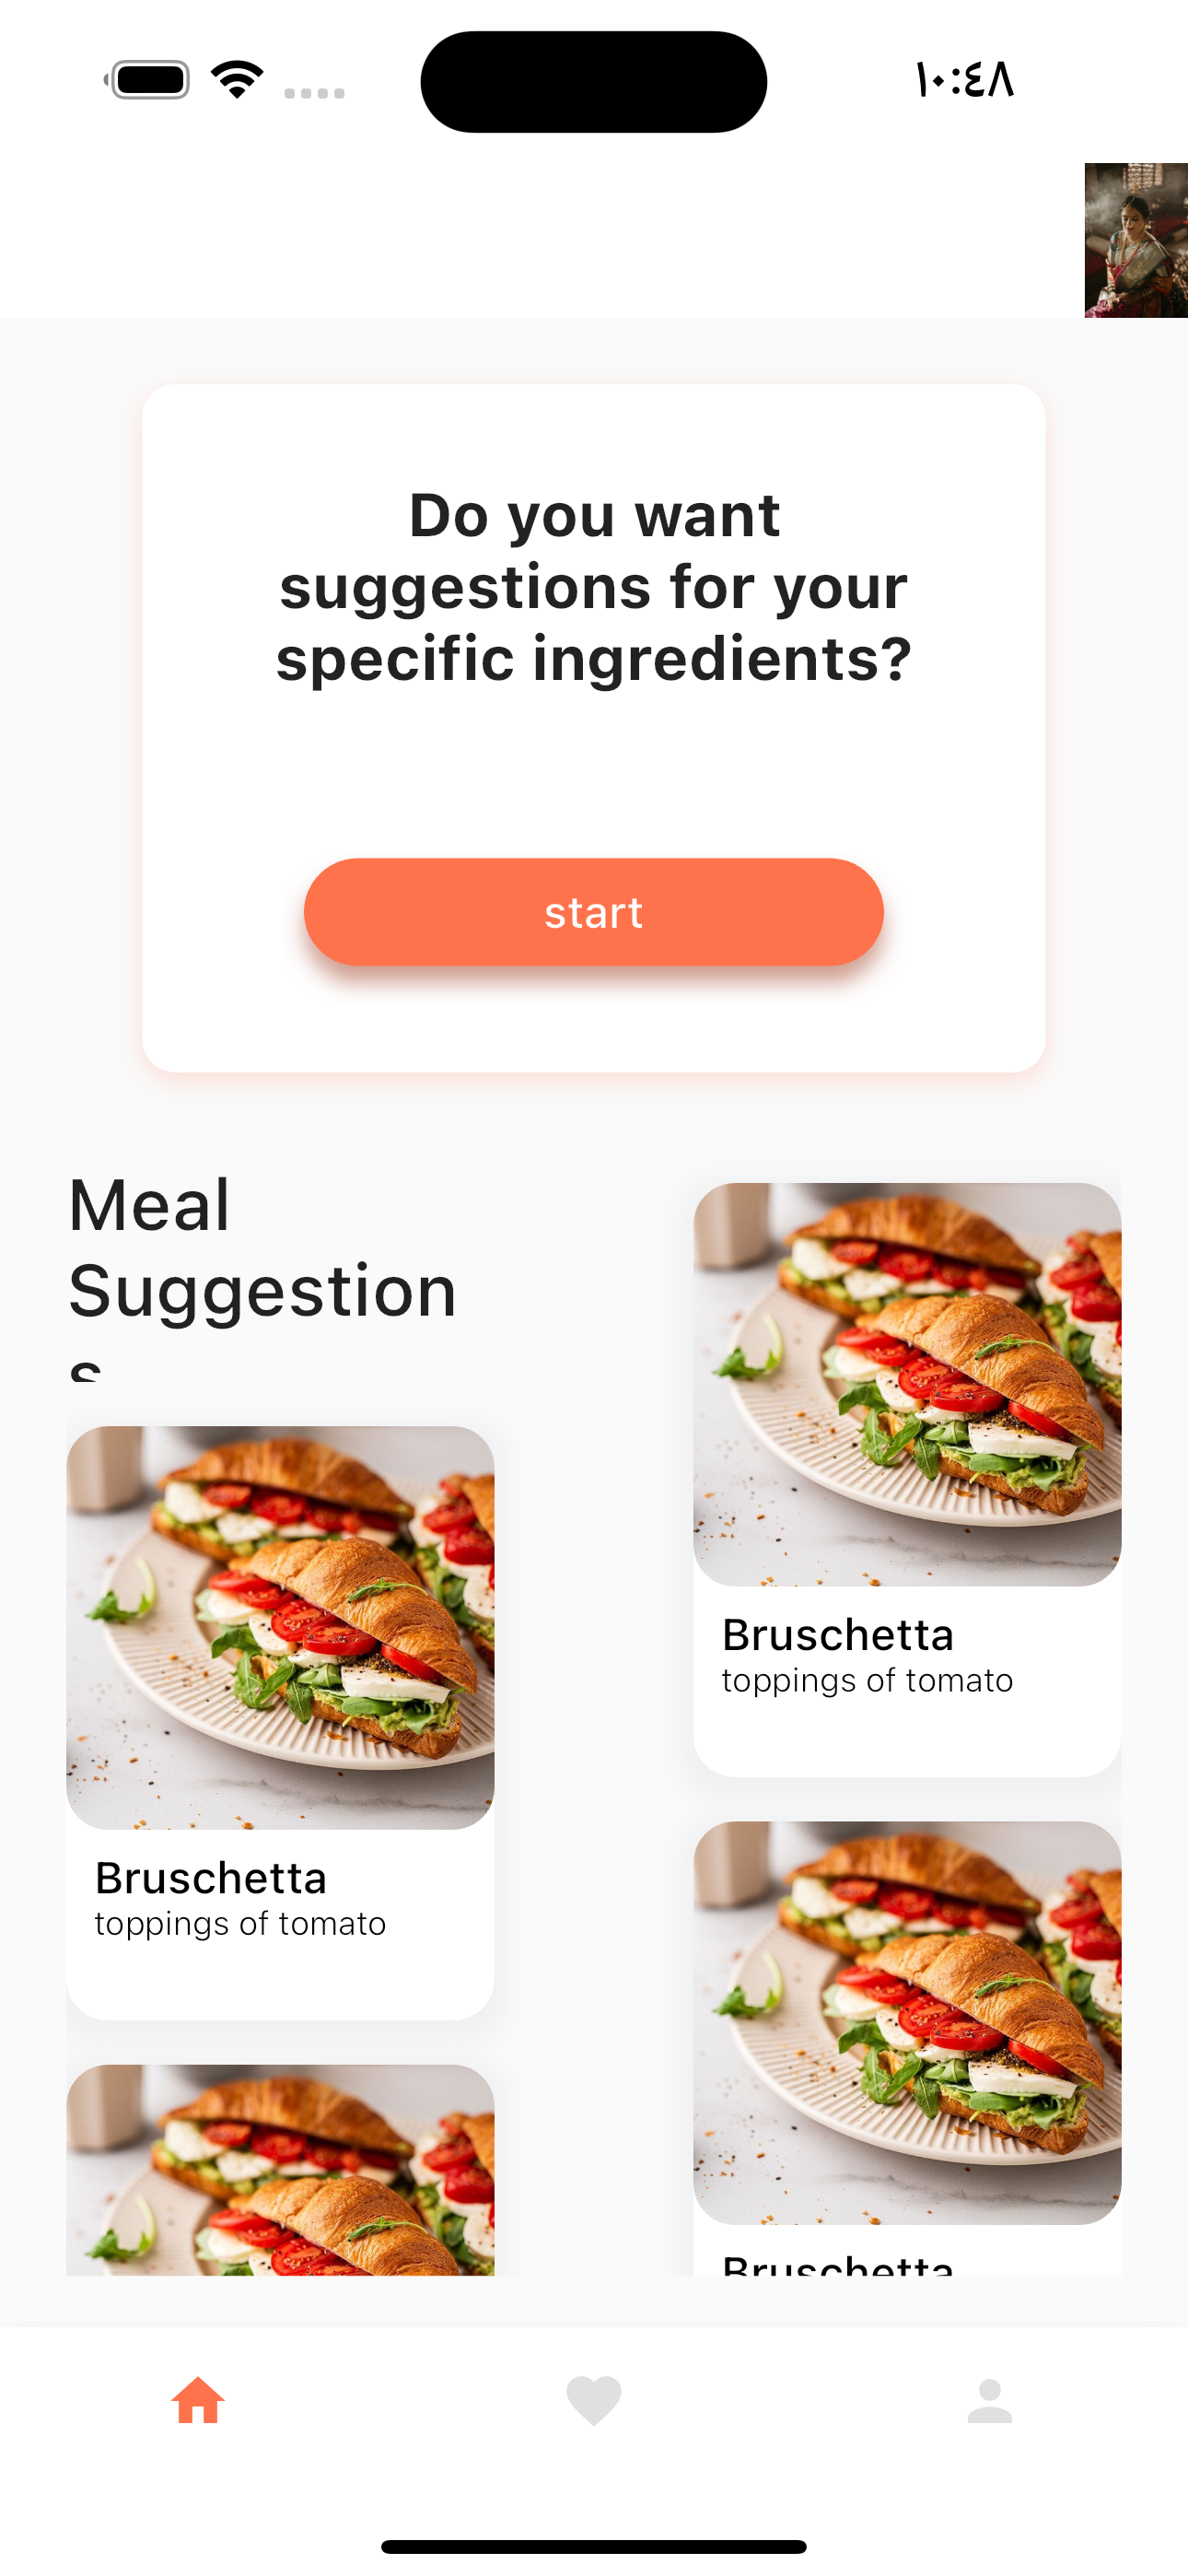 ١٠:٤٨
Do you want
suggestions for your
specific ingredients?
start
Meal
Suggestion
s
Bruschetta
toppings of tomato
Bruschetta
toppings of tomato
Bruschetta